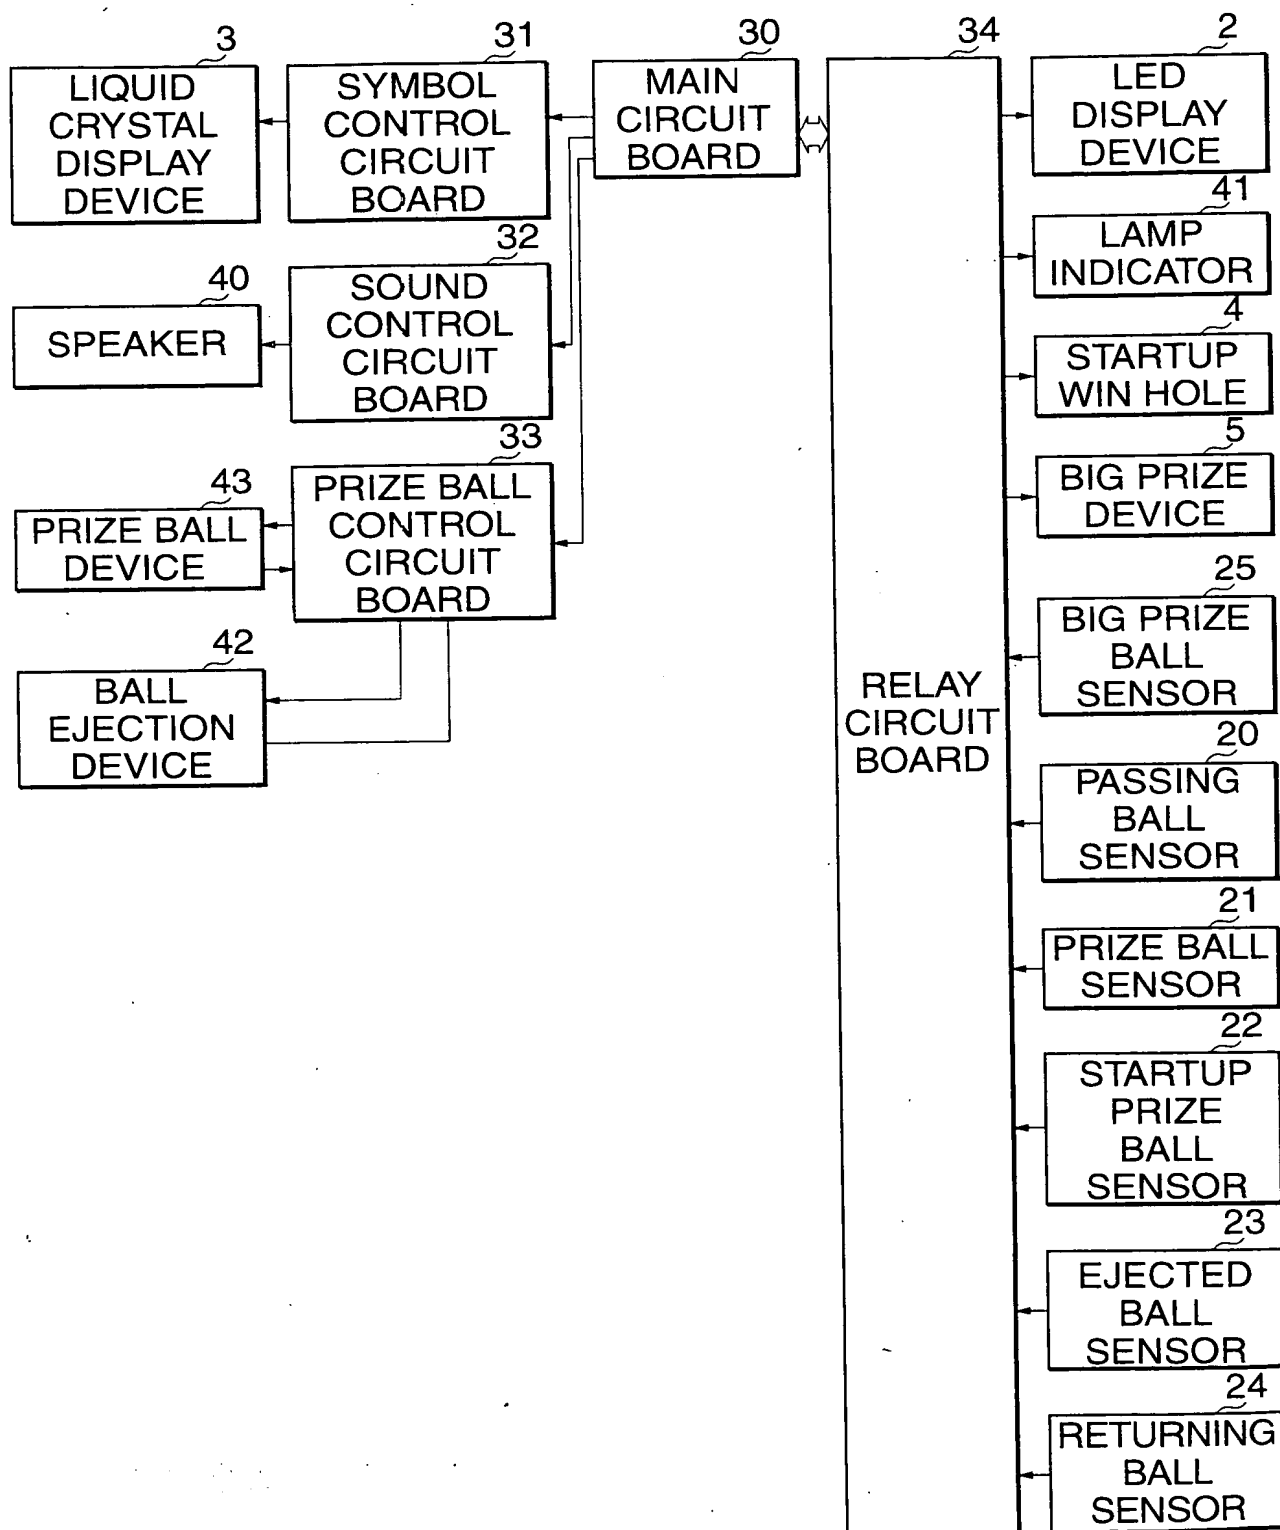 3
LIQUID
CRYSTAL
DISPLAY
DEVICE
31
SYMBOL
CONTROL
CIRCUIT
BOARD
30
MAIN
CIRCUIT
BOARD
34
RELAY
CIRCUIT
BOARD
2
LED
DISPLAY
DEVICE
41
LAMP
INDICATOR
4
STARTUP
WIN HOLE
5
BIG PRIZE
DEVICE
25
BIG PRIZE
BALL
SENSOR
20
PASSING
BALL
SENSOR
21
PRIZE BALL
SENSOR
22
STARTUP
PRIZE
BALL
SENSOR
23
EJECTED
BALL
SENSOR
24
RETURNING
BALL
SENSOR
32
SOUND
CONTROL
CIRCUIT
BOARD
40
SPEAKER
33
PRIZE BALL
CONTROL
CIRCUIT
BOARD
43
PRIZE BALL
DEVICE
42
BALL
EJECTION
DEVICE